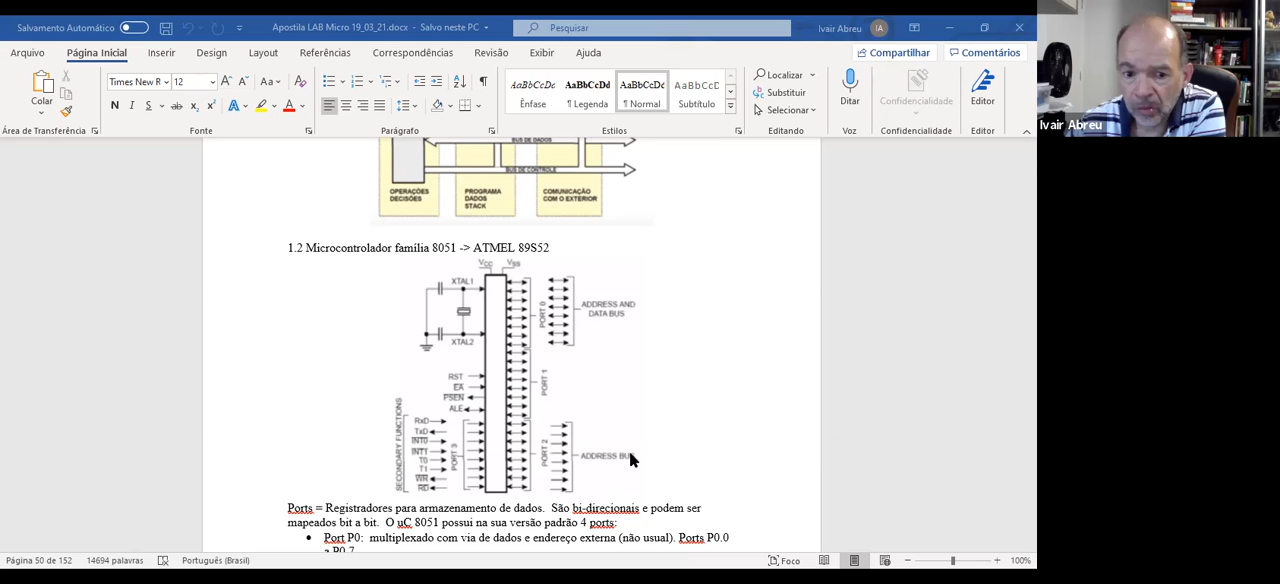 Salvamento Automático
Apostila LAB Micro 19_03_21.docx - Salvo neste PC
Pesquisar
Ivair Abreu
IA
Arquivo
Página Inicial
Inserir
Design
Layout
Referências
Correspondências
Revisão
Exibir
Ajuda
Compartilhar
Comentários
Colar
Times New R
12
Aa
N I S ab x₂ x²
AaBbCcDc
AaBbCcDd
AaBbCcDc
AaBbCcD
Ênfase
¶ Legenda
¶ Normal
Subtítulo
Localizar
Substituir
Selecionar
Ditar
Confidencialidade
Editor
Área de Transferência
Fonte
Parágrafo
Estilos
Editando
Voz
Confidencialidade
Editor
Ivair Abreu
BUS DE DADOS
BUS DE CONTROLE
OPERAÇÕES
DECISÕES
PROGRAMA
DADOS
STACK
COMUNICAÇÃO
COM O EXTERIOR
1.2 Microcontrolador família 8051 -> ATMEL 89S52
VCC
VSS
XTAL1
XTAL2
PORT 0
ADDRESS AND
DATA BUS
RST
EA
PSEN
ALE
PORT 1
SECONDARY FUNCTIONS
RxD
TxD
INT0
INT1
T0
T1
WR
RD
PORT 3
PORT 2
ADDRESS BUS
Ports = Registradores para armazenamento de dados. São bi-direcionais e podem ser
mapeados bit a bit. O uC 8051 possui na sua versão padrão 4 ports:
• Port P0: multiplexado com via de dados e endereço externa (não usual). Ports P0.0
a P0.7
Página 50 de 152
14694 palavras
Português (Brasil)
Foco
100%